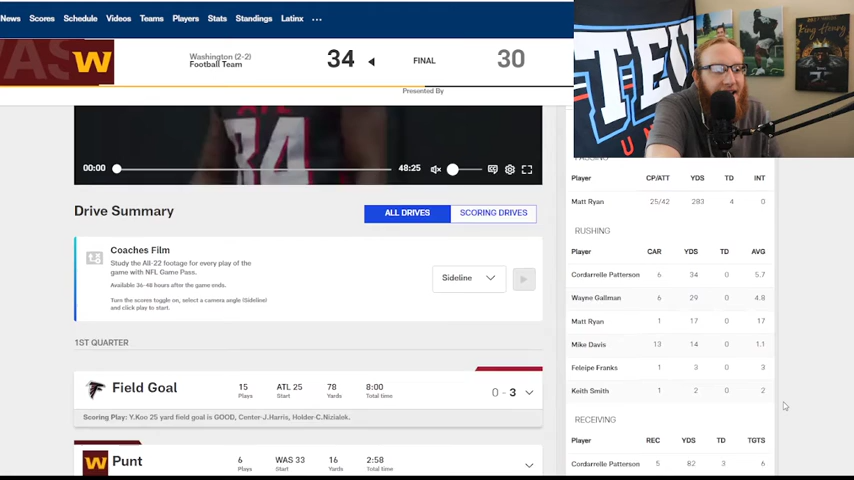 News Scores Schedule Videos Teams Players Stats Standings Latinx ...
WAS W Washington (2-2) Football Team 34 FINAL 30
Presented By
King Henry
TEU
U
84
00:00 48:25
Drive Summary ALL DRIVES SCORING DRIVES
Coaches Film
Study the All-22 footage for every play of the
game with NFL Game Pass.
Available 36-48 hours after the game ends.
Turn the scores toggle on, select a camera angle (Sideline)
and click play to start.
Sideline
1ST QUARTER
Field Goal 15 Plays ATL 25 Start 78 Yards 8:00 Total time 0 - 3
Scoring Play: Y.Koo 25 yard field goal is GOOD, Center-J.Harris, Holder-C.Nizialek.
W Punt 6 Plays WAS 33 Start 16 Yards 2:58 Total time
PASSING
Player CP/ATT YDS TD INT
Matt Ryan 25/42 283 4 0
RUSHING
Player CAR YDS TD AVG
Cordarrelle Patterson 6 34 0 5.7
Wayne Gallman 6 29 0 4.8
Matt Ryan 1 17 0 17
Mike Davis 13 14 0 1.1
Feleipe Franks 1 3 0 3
Keith Smith 1 2 0 2
RECEIVING
Player REC YDS TD TGTS
Cordarrelle Patterson 5 82 3 6